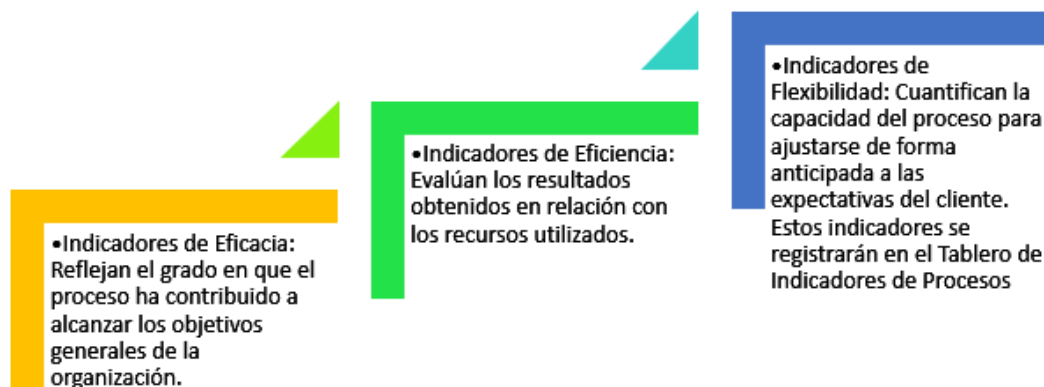 •Indicadores de Eficacia:
Reflejan el grado en que el
proceso ha contribuido a
alcanzar los objetivos
generales de la
organización.
•Indicadores de Eficiencia:
Evalúan los resultados
obtenidos en relación con
los recursos utilizados.
•Indicadores de
Flexibilidad: Cuantifican la
capacidad del proceso para
ajustarse de forma
anticipada a las
expectativas del cliente.
Estos indicadores se
registrarán en el Tablero de
Indicadores de Procesos